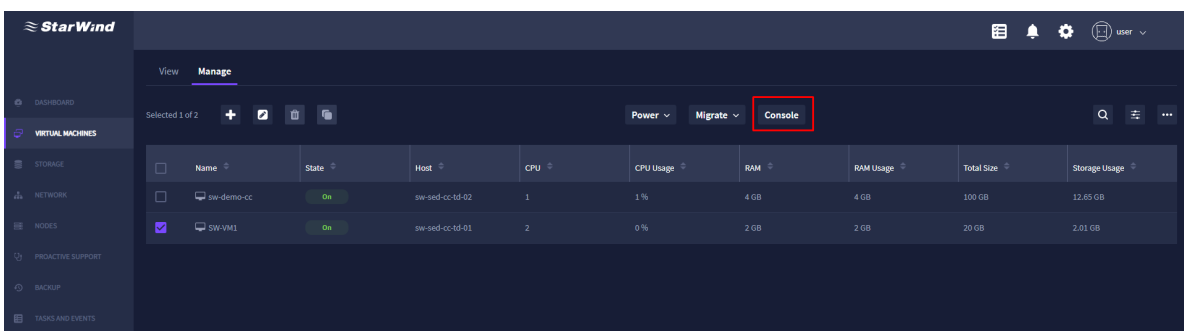 StarWind
user
View Manage
DASHBOARD
Selected 1 of 2 Power Migrate Console
VIRTUAL MACHINES
Name State Host CPU CPU Usage RAM RAM Usage Total Size Storage Usage
STORAGE
sw-demo-cc On sw-sed-cc-td-02 1 1 % 4 GB 4 GB 100 GB 12.65 GB
NETWORK
SW-VM1 On sw-sed-cc-td-01 2 0 % 2 GB 2 GB 20 GB 2.01 GB
NODES
PROACTIVE SUPPORT
BACKUP
TASKS AND EVENTS